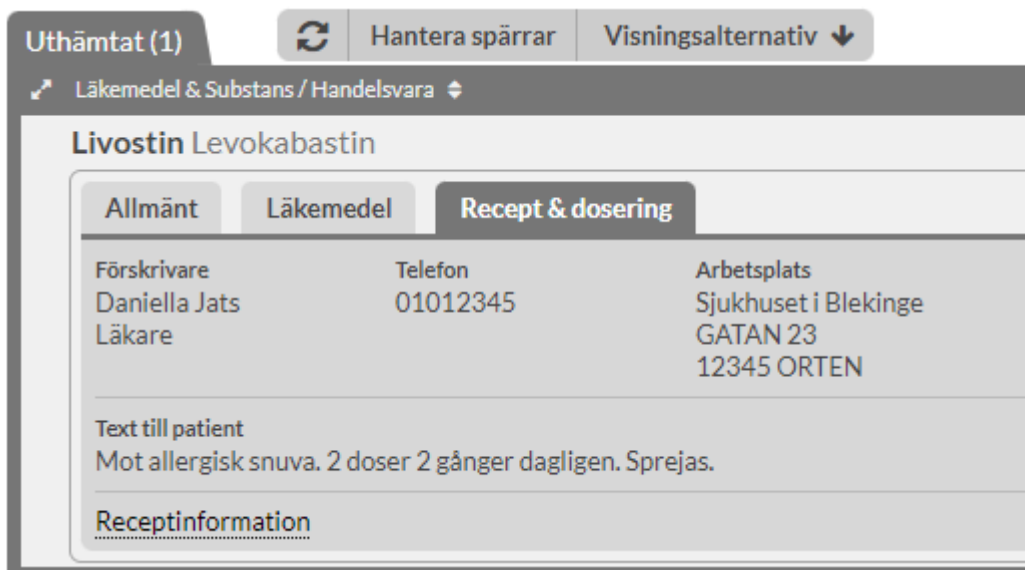 Uthämtat (1)
Hantera spärrar
Visningsalternativ
Läkemedel & Substans / Handelsvara
Livostin Levokabastin
Allmänt
Läkemedel
Recept & dosering
Förskrivare
Daniella Jats
Läkare
Telefon
01012345
Arbetsplats
Sjukhuset i Blekinge
GATAN 23
12345 ORTEN
Text till patient
Mot allergisk snuva. 2 doser 2 gånger dagligen. Sprejas.
Receptinformation